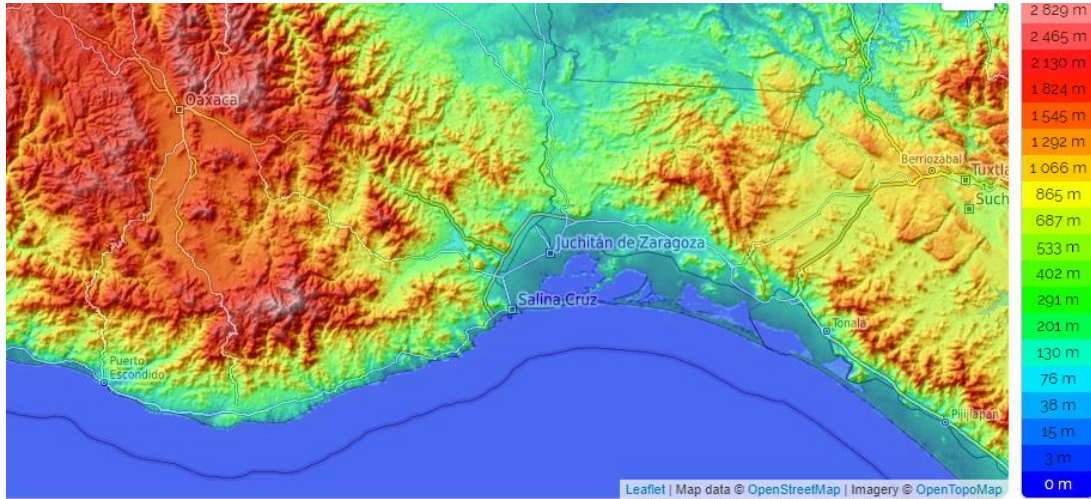 Oaxaca
Berriozábal
Tuxtla
Such
Juchitán de Zaragoza
Salina Cruz
Tonalá
Puerto
Escondido
Pijijiapan
Leaflet | Map data © OpenStreetMap | Imagery © OpenTopoMap
2 829 m
2 465 m
2 130 m
1 824 m
1 545 m
1 292 m
1 066 m
865 m
687 m
533 m
402 m
291 m
201 m
130 m
76 m
38 m
15 m
3 m
0 m